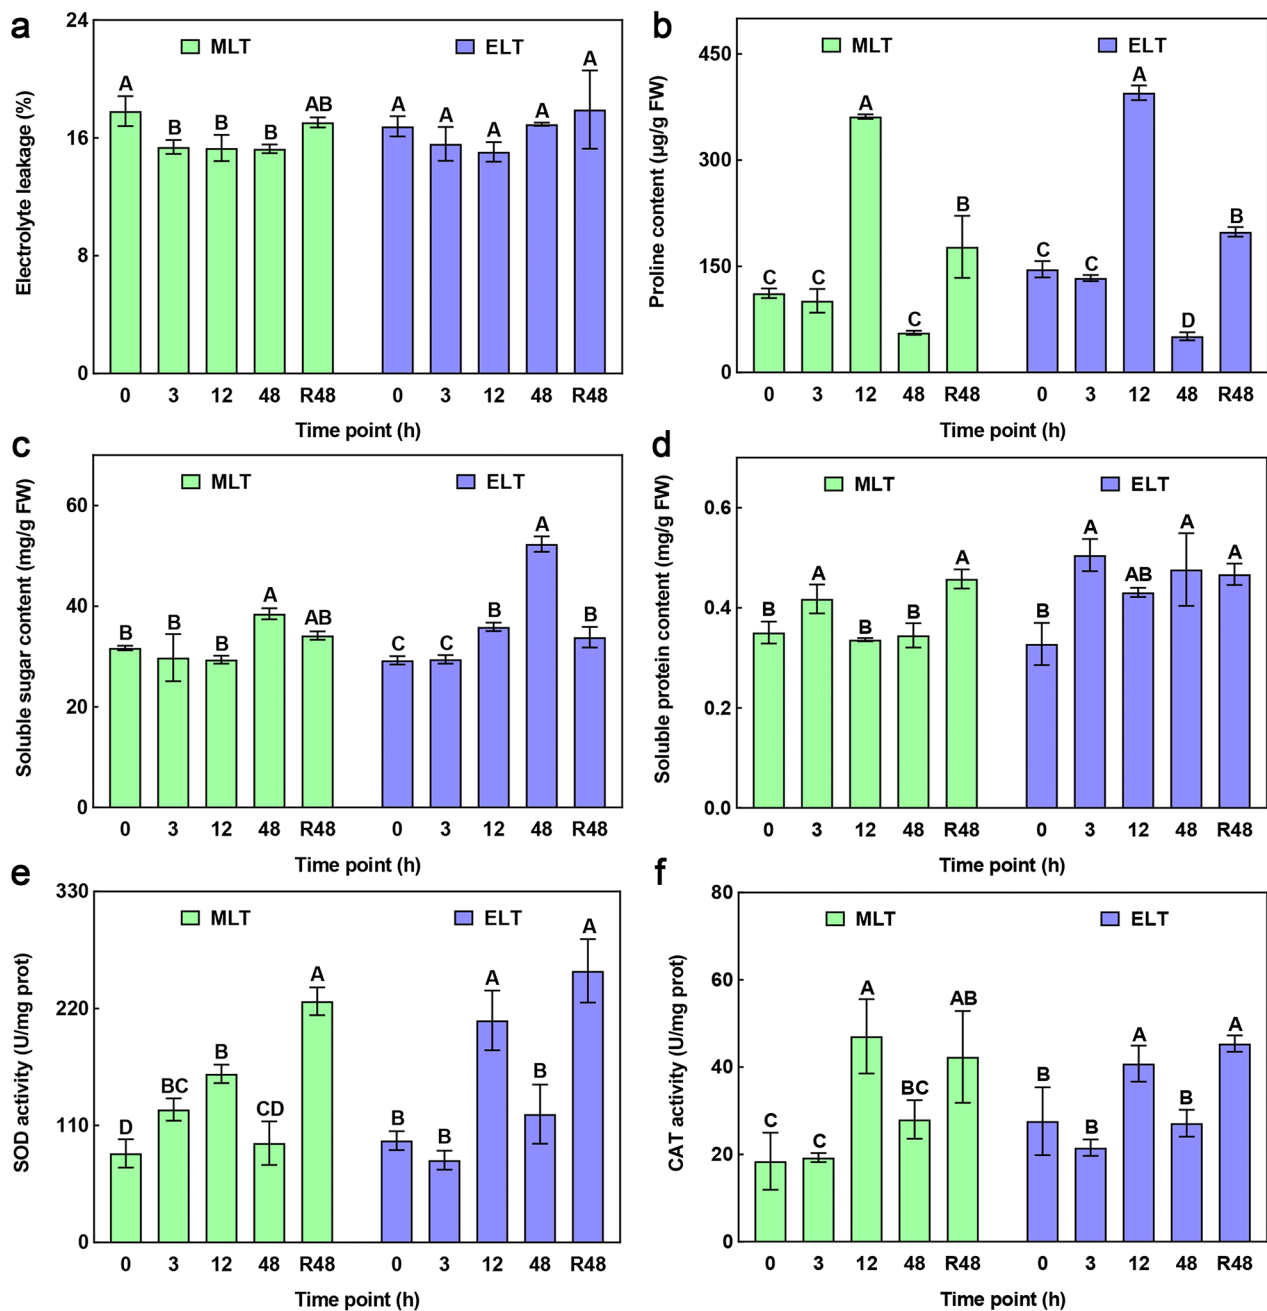 a
24
16
8
0
Electrolyte leakage (%)
MLT
ELT
A
B
B
B
AB
A
A
A
A
A
0 3 12 48 R48 0 3 12 48 R48
Time point (h)
b
450
300
150
0
Proline content (μg/g FW)
MLT
ELT
C
C
A
C
B
C
C
A
D
B
0 3 12 48 R48 0 3 12 48 R48
Time point (h)
c
60
40
20
0
Soluble sugar content (mg/g FW)
MLT
ELT
B
B
B
A
AB
C
C
B
A
B
0 3 12 48 R48 0 3 12 48 R48
Time point (h)
d
0.6
0.4
0.2
0.0
Soluble protein content (mg/g FW)
MLT
ELT
B
A
B
B
A
B
A
AB
A
A
0 3 12 48 R48 0 3 12 48 R48
Time point (h)
e
330
220
110
0
SOD activity (U/mg prot)
MLT
ELT
D
BC
B
CD
A
B
B
A
B
A
0 3 12 48 R48 0 3 12 48 R48
Time point (h)
f
80
60
40
20
0
CAT activity (U/mg prot)
MLT
ELT
C
C
A
BC
AB
B
B
A
B
A
0 3 12 48 R48 0 3 12 48 R48
Time point (h)